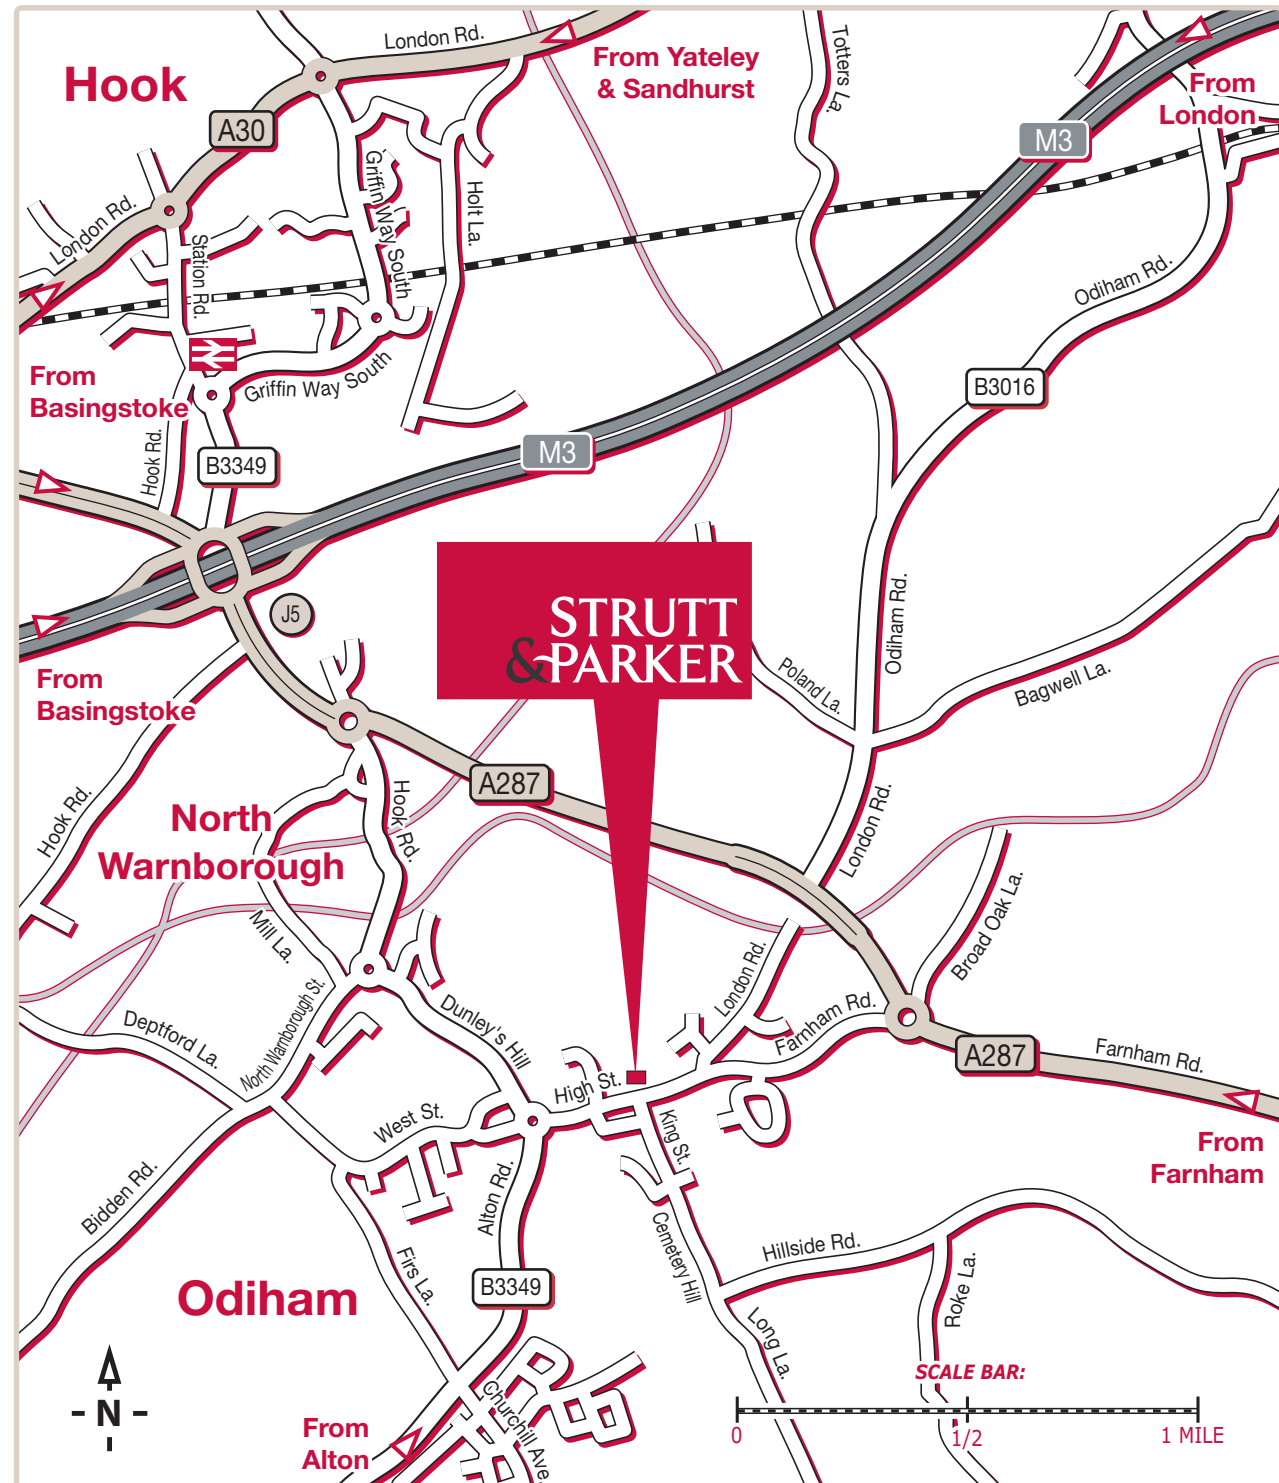 London Rd.
Hook
From Yateley
& Sandhurst
Totters La.
From
London
A30
M3
Griffin Way South
Holt La.
London Rd.
Station Rd.
Odiham Rd.
From
Basingstoke
Griffin Way South
B3016
Hook Rd.
B3349
M3
J5
STRUTT
&PARKER
Odiham Rd.
Poland La.
Bagwell La.
From
Basingstoke
A287
Hook Rd.
Hook Rd.
North
Warnborough
London Rd.
Mill La.
Broad Oak La.
London Rd.
North Warnborough St.
Deptford La.
Dunley's Hill
Farnham Rd.
A287
Farnham Rd.
High St.
West St.
King St.
From
Farnham
Bidden Rd.
Alton Rd.
Cemetery Hill
Hillside Rd.
Firs La.
Roke La.
Odiham
B3349
Long La.
N
SCALE BAR:
0
1/2
1 MILE
Churchill Ave.
From
Alton